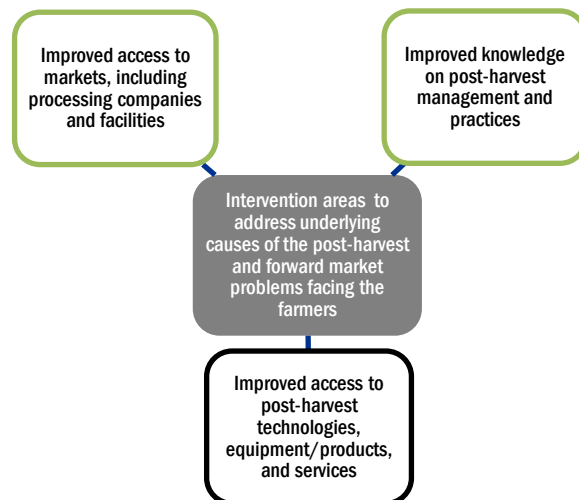 Improved access to
markets, including
processing companies
and facilities
Improved knowledge
on post-harvest
management and
practices
Intervention areas to
address underlying
causes of the post-harvest
and forward market
problems facing the
farmers
Improved access to
post-harvest
technologies,
equipment/products,
and services